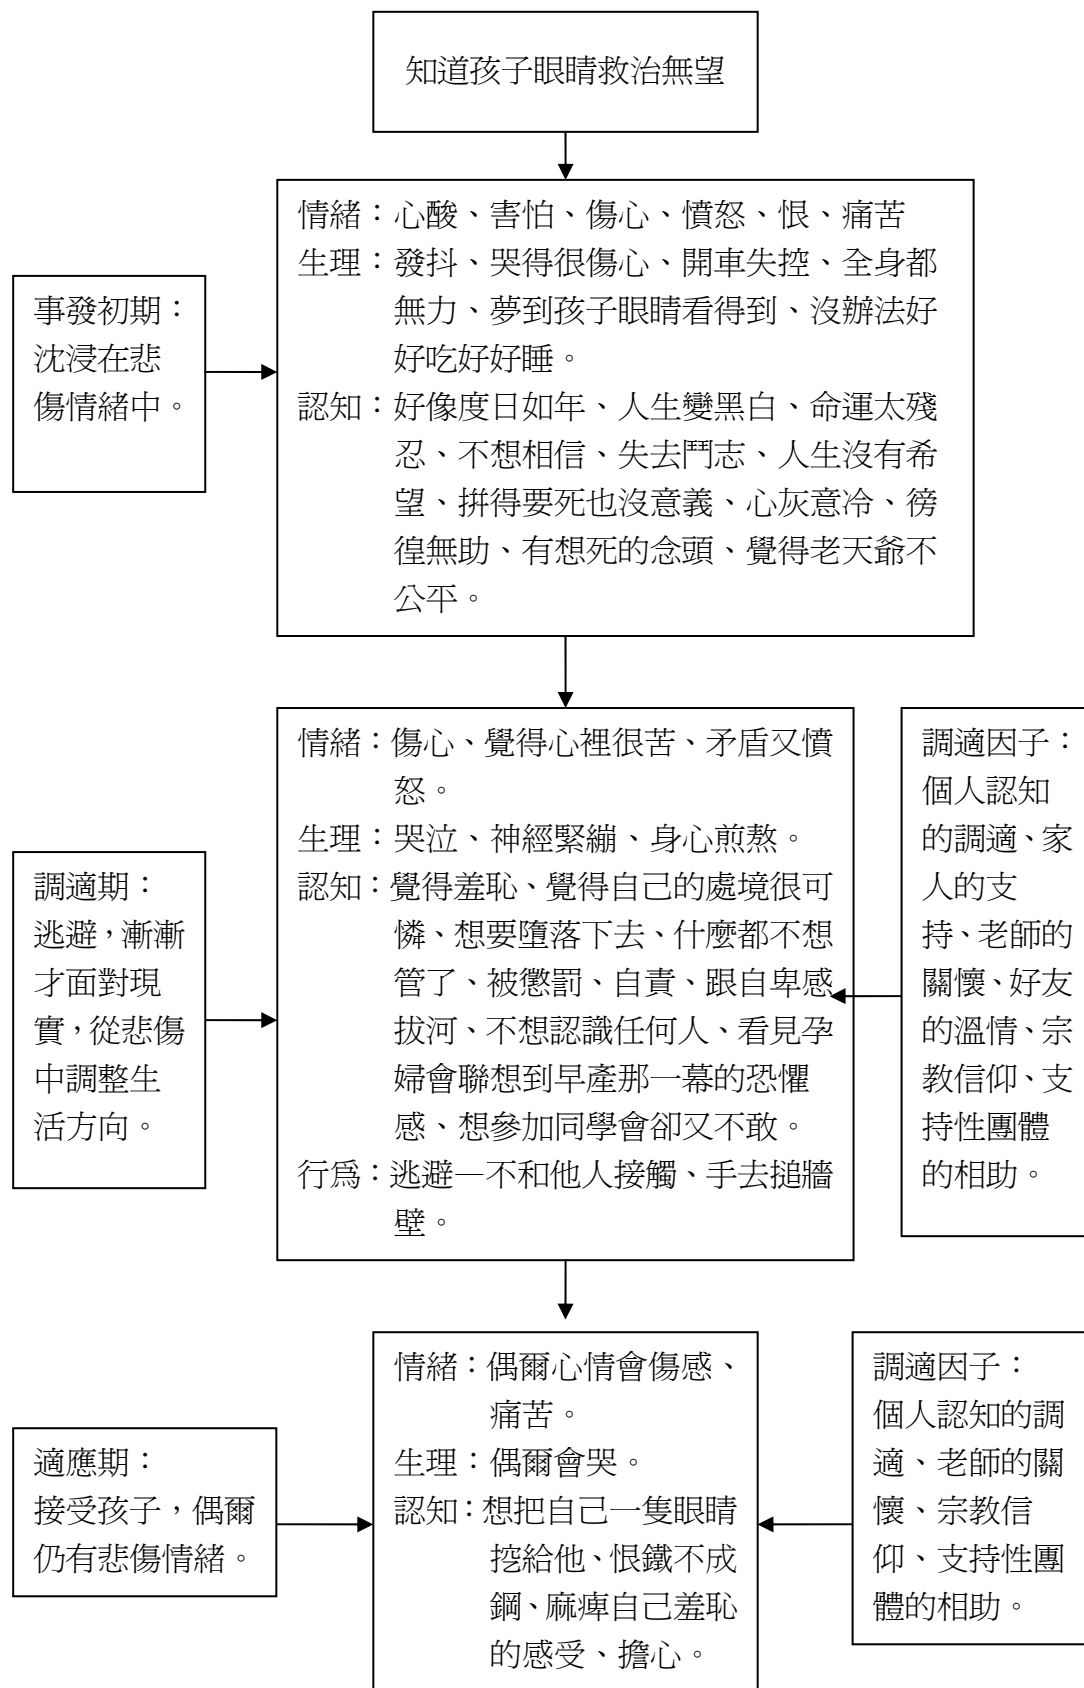 知道孩子眼睛救治無望
情緒：心酸、害怕、傷心、憤怒、恨、痛苦
生理：發抖、哭得很傷心、開車失控、全身都
無力、夢到孩子眼睛看得到、沒辦法好
好吃好好睡。
認知：好像度日如年、人生變黑白、命運太殘
忍、不想相信、失去鬥志、人生沒有希
望、拚得要死也沒意義、心灰意冷、徬
徨無助、有想死的念頭、覺得老天爺不
公平。
事發初期：
沈浸在悲
傷情緒中。
情緒：傷心、覺得心裡很苦、矛盾又憤
怒。
生理：哭泣、神經緊繃、身心煎熬。
認知：覺得羞恥、覺得自己的處境很可
憐、想要墮落下去、什麼都不想
管了、被懲罰、自責、跟自卑感
拔河、不想認識任何人、看見孕
婦會聯想到早產那一幕的恐懼
感、想參加同學會卻又不敢。
行為：逃避—不和他人接觸、手去搥牆
壁。
調適期：
逃避，漸漸
才面對現
實，從悲傷
中調整生
活方向。
調適因子：
個人認知
的調適、家
人的支
持、老師的
關懷、好友
的溫情、宗
教信仰、支
持性團體
的相助。
情緒：偶爾心情會傷感、
痛苦。
生理：偶爾會哭。
認知：想把自己一隻眼睛
挖給他、恨鐵不成
鋼、麻痺自己羞恥
的感受、擔心。
適應期：
接受孩子，偶爾
仍有悲傷情緒。
調適因子：
個人認知的調
適、老師的關
懷、宗教信
仰、支持性團
體的相助。